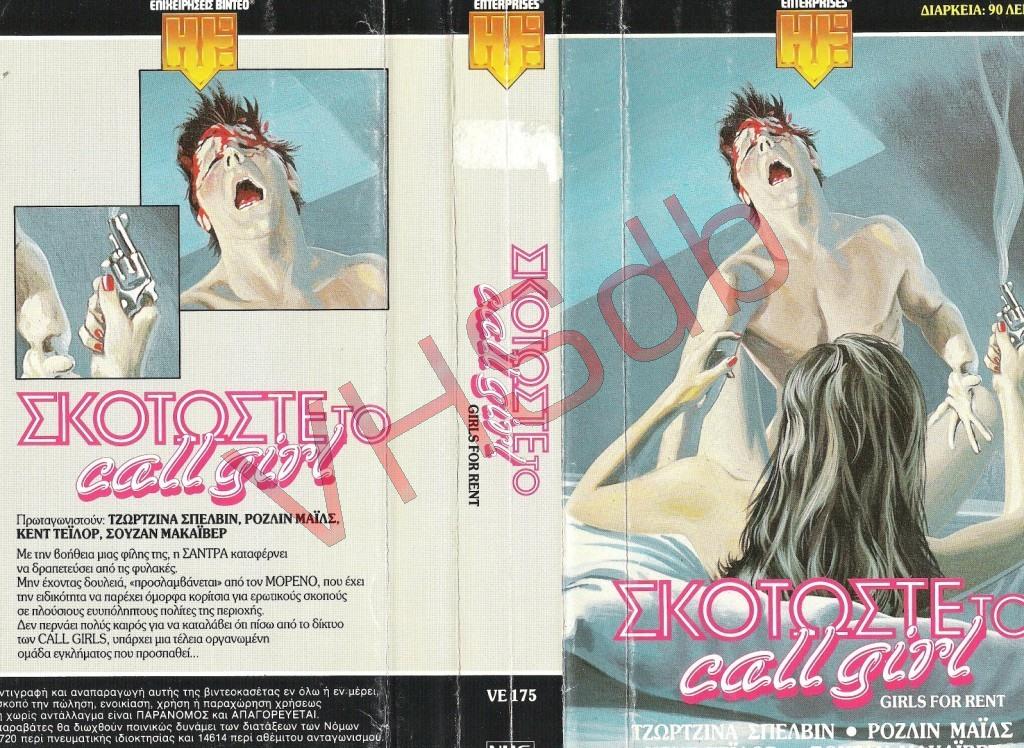 ΕΠΙΧΕΙΡΗΣΕΙΣ ΒΙΝΤΕΟ
ΣΚΟΤΩΣΤΕ ΤΟ
call girl
Πρωταγωνιστούν: ΤΖΩΡΤΖΙΝΑ ΣΠΕΛΒΙΝ, ΡΟΖΛΙΝ ΜΑΪΛΣ,
ΚΕΝΤ ΤΕΪΛΟΡ, ΣΟΥΖΑΝ ΜΑΚΑΪΒΕΡ
Με την βοήθεια μιας φίλης της, η ΣΑΝΤΡΑ καταφέρνει
να δραπετεύσει από τις φυλακές.
Μην έχοντας δουλειά, «προσλαμβάνεται» από τον ΜΟΡΕΝΟ, που έχει
την ειδικότητα να παρέχει όμορφα κορίτσια για ερωτικούς σκοπούς
σε πλούσιους ευυπόληπτους πολίτες της περιοχής.
Δεν περνάει πολύς καιρός για να καταλάβει ότι πίσω από το δίκτυο
των CALL GIRLS, υπάρχει μια τέλεια οργανωμένη
ομάδα εγκλήματος που προσπαθεί...
ντιγραφή και αναπαραγωγή αυτής της βιντεοκασέτας εν όλω ή εν μέρει,
σκοπό την πώληση, ενοικίαση, χρήση ή παραχώρηση χρήσεως
ή χωρίς αντάλλαγμα είναι ΠΑΡΑΝΟΜΟΣ και ΑΠΑΓΟΡΕΥΕΤΑΙ.
παραβάτες θα διωχθούν ποινικώς δυνάμει των διατάξεων των Νόμων
720 περί πνευματικής ιδιοκτησίας και 14614 περί αθέμιτου ανταγωνισμού.
ENTERPRISES
ΣΚΟΤΩΣΤΕ ΤΟ
call girl
GIRLS FOR RENT
VE 175
VHS
ENTERPRISES
ΔΙΑΡΚΕΙΑ: 90 ΛΕΠ
ΣΚΟΤΩΣΤΕ ΤΟ
call girl
GIRLS FOR RENT
ΤΖΩΡΤΖΙΝΑ ΣΠΕΛΒΙΝ • ΡΟΖΛΙΝ ΜΑΪΛΣ
VHSdb